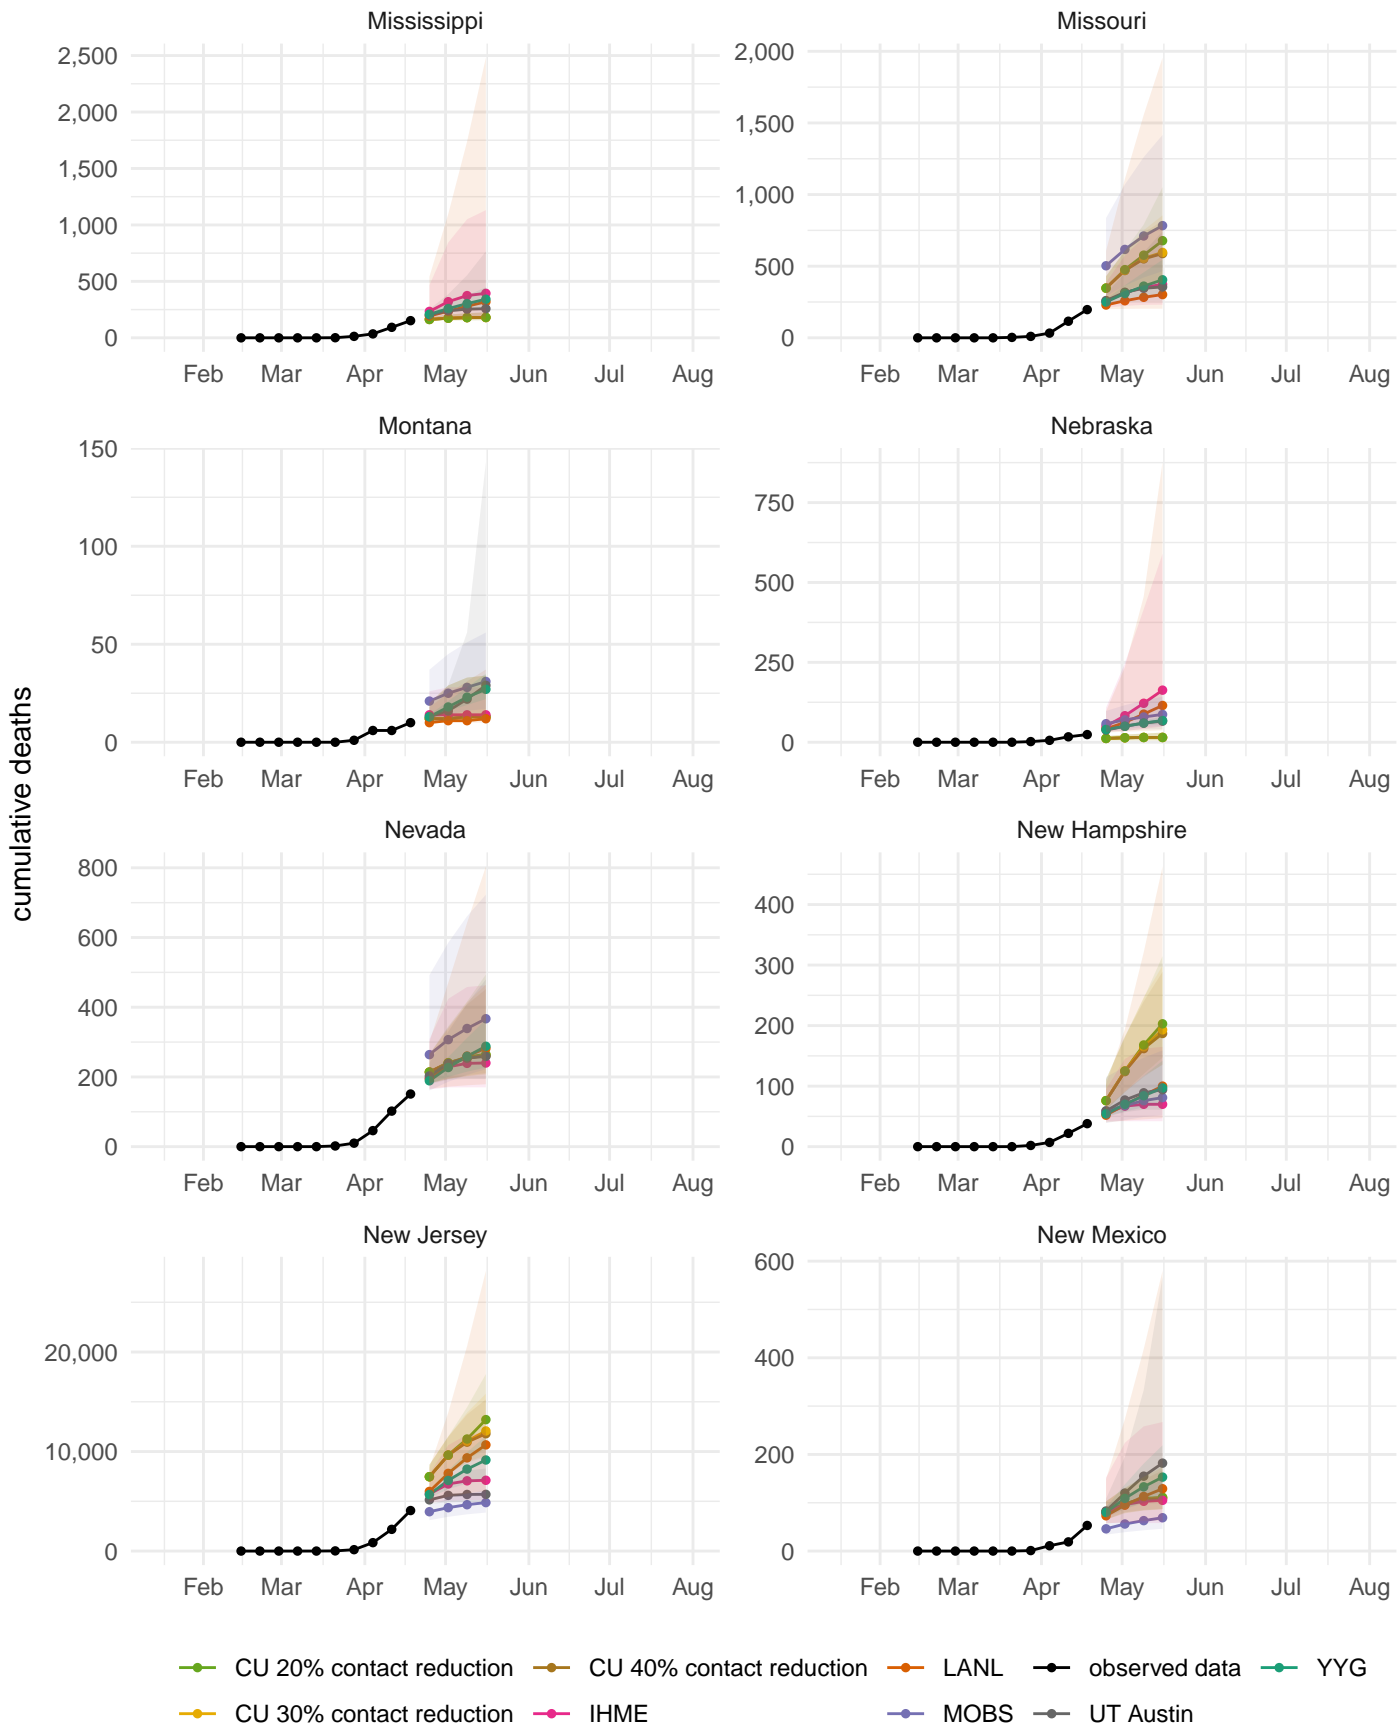 Mississippi
Missouri
2,500
2,000
1,500
1,000
500
0
2,000
1,500
1,000
500
0
Feb Mar Apr May Jun Jul Aug
Feb Mar Apr May Jun Jul Aug
Montana
Nebraska
150
100
50
0
750
500
250
0
Feb Mar Apr May Jun Jul Aug
Feb Mar Apr May Jun Jul Aug
cumulative deaths
Nevada
New Hampshire
800
600
400
200
0
400
300
200
100
0
Feb Mar Apr May Jun Jul Aug
Feb Mar Apr May Jun Jul Aug
New Jersey
New Mexico
20,000
10,000
0
600
400
200
0
Feb Mar Apr May Jun Jul Aug
Feb Mar Apr May Jun Jul Aug
CU 20% contact reduction CU 40% contact reduction LANL observed data YYG
CU 30% contact reduction IHME MOBS UT Austin